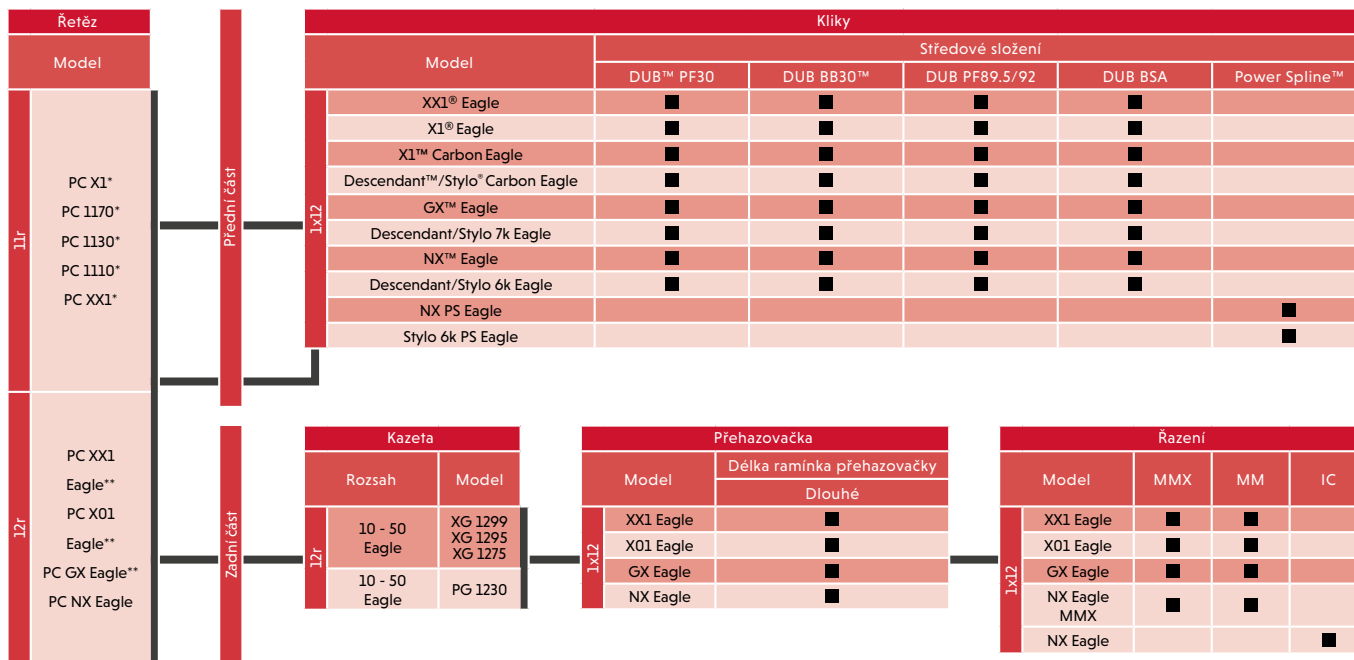 Řetěz
Model
11r
PC X1*
PC 1170*
PC 1130*
PC 1110*
PC XX1*
12r
PC XX1
Eagle**
PC X01
Eagle**
PC GX Eagle**
PC NX Eagle
Přední část
Kliky
Model
Středové složení
DUB™ PF30 DUB BB30™ DUB PF89.5/92 DUB BSA Power Spline™
1x12
XX1® Eagle ■ ■ ■ ■
X1® Eagle ■ ■ ■ ■
X1™ Carbon Eagle ■ ■ ■ ■
Descendant™/Stylo® Carbon Eagle ■ ■ ■ ■
GX™ Eagle ■ ■ ■ ■
Descendant/Stylo 7k Eagle ■ ■ ■ ■
NX™ Eagle ■ ■ ■ ■
Descendant/Stylo 6k Eagle ■ ■ ■ ■
NX PS Eagle ■
Stylo 6k PS Eagle ■
Zadní část
Kazeta
Rozsah Model
12r
10 - 50
Eagle
XG 1299
XG 1295
XG 1275
10 - 50
Eagle
PG 1230
Přehazovačka
Model
Délka ramínka přehazovačky
Dlouhé
1x12
XX1 Eagle ■
X01 Eagle ■
GX Eagle ■
NX Eagle ■
Řazení
Model MMX MM IC
1x12
XX1 Eagle ■ ■
X01 Eagle ■ ■
GX Eagle ■ ■
NX Eagle
MMX ■ ■
NX Eagle ■